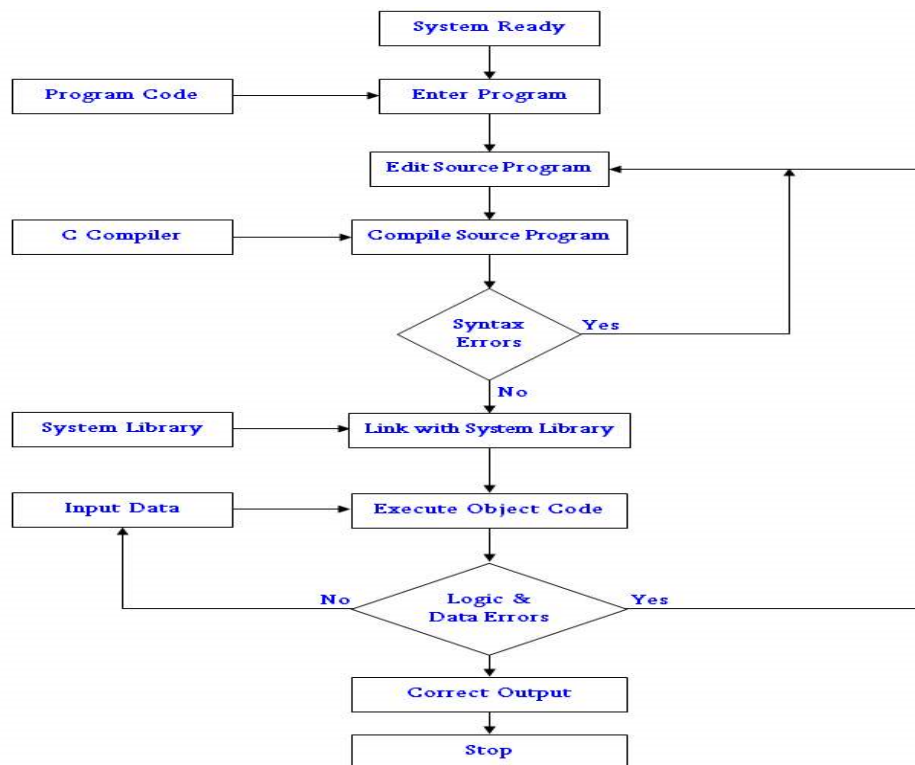 System Ready
Program Code
Enter Program
Edit Source Program
C Compiler
Compile Source Program
Syntax
Errors
Yes
No
System Library
Link with System Library
Input Data
Execute Object Code
No
Logic &
Data Errors
Yes
Correct Output
Stop